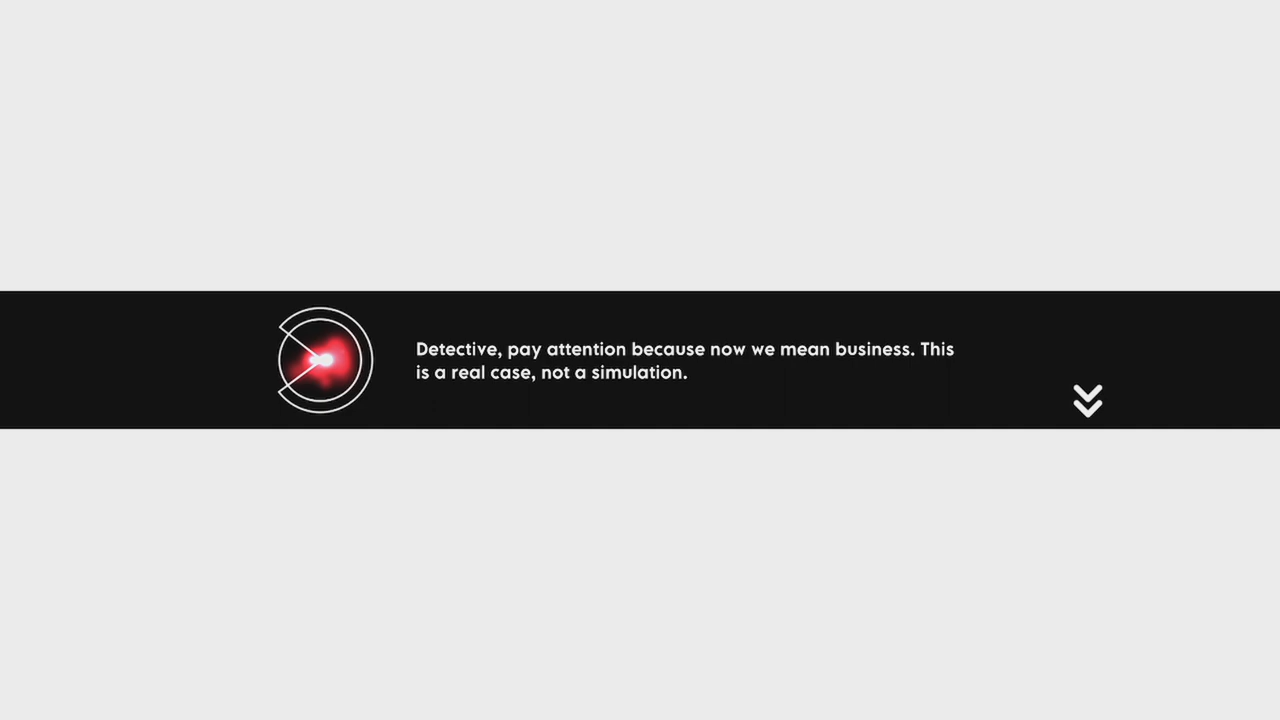 Detective, pay attention because now we mean business. This
is a real case, not a simulation.